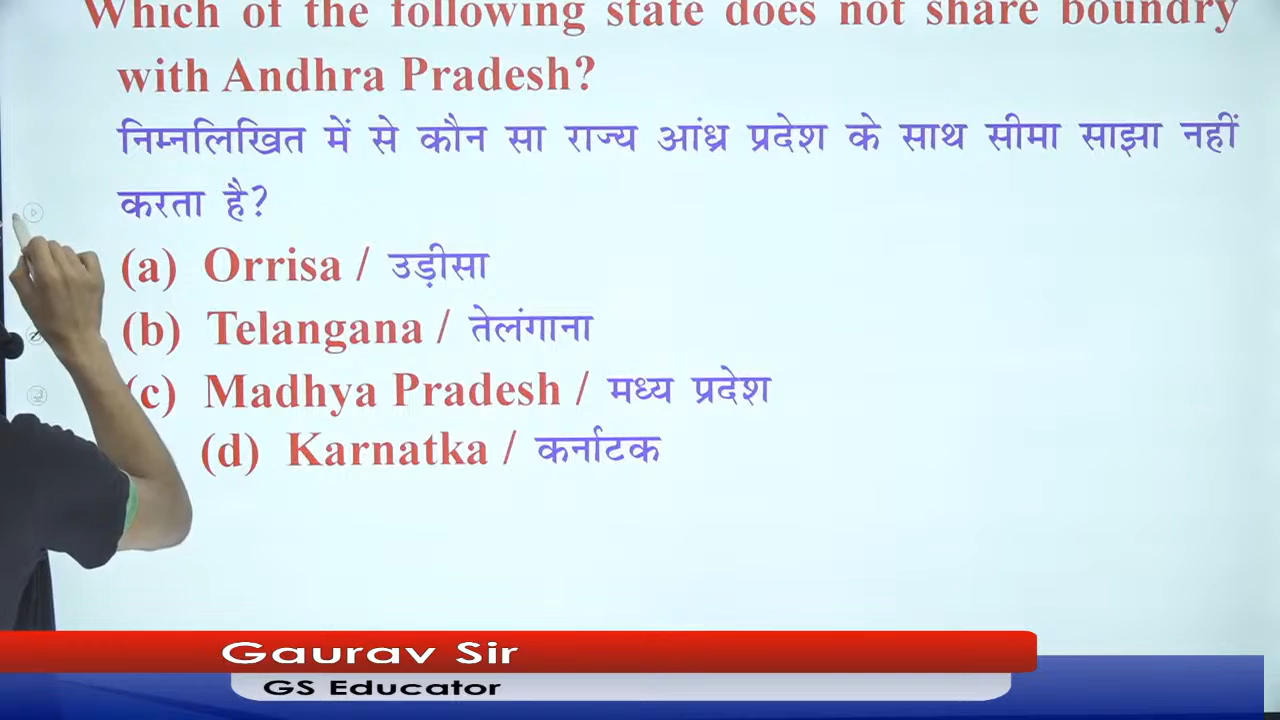 Which of the following state does not share boundry
with Andhra Pradesh?
निम्नलिखित में से कौन सा राज्य आंध्र प्रदेश के साथ सीमा साझा नहीं
करता है?
(a) Orrisa / उड़ीसा
(b) Telangana / तेलंगाना
(c) Madhya Pradesh / मध्य प्रदेश
(d) Karnatka / कर्नाटक
Gaurav Sir
GS Educator